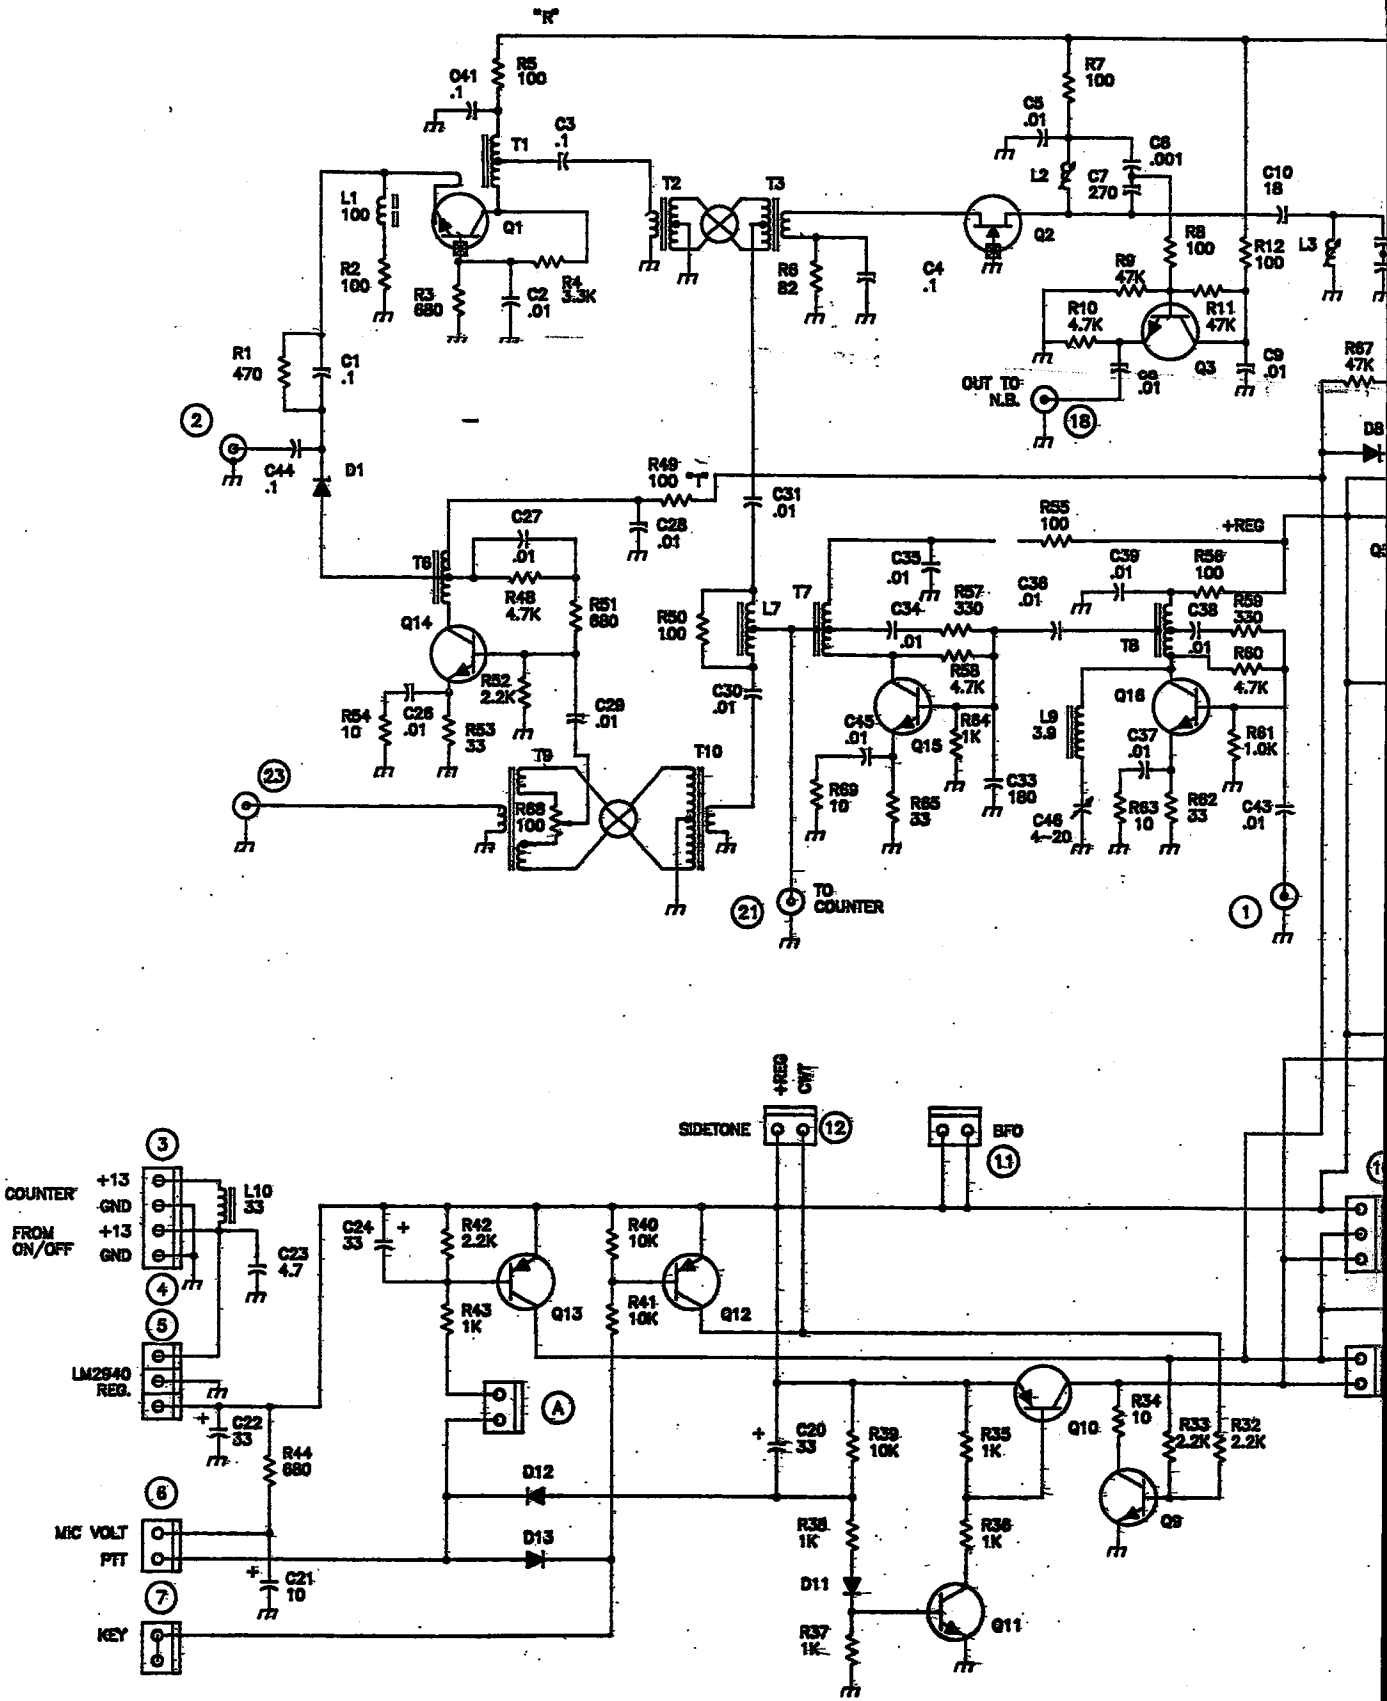 "R"
R5
100
C41
.1
T1
C3
.1
R7
100
C5
.01
C6
.001
C7
270
L2
C10
18
T2
T3
L1
100
Q1
R2
100
R3
680
C2
.01
R4
3.3K
R6
82
C4
.1
Q2
R8
100
R12
100
L3
R9
47K
R10
4.7K
R11
47K
R1
470
C1
.1
Q3
C9
.01
R67
47K
OUT TO
N.B.
.01
2
18
C44
.1
D1
D8
R49
100
"T"
C31
.01
C27
.01
C28
.01
R55
100
+REG
T6
R48
4.7K
R51
680
C35
.01
T7
C34
.01
R57
330
C36
.01
C39
.01
R56
100
C38
.01
R59
330
Q14
R50
100
L7
T8
R52
2.2K
R58
4.7K
R60
4.7K
C30
.01
Q16
R54
10
C26
.01
R53
33
C29
.01
C45
.01
Q15
R64
1K
L9
3.9
C37
.01
R61
1.0K
23
T9
T10
R68
100
R69
10
R65
33
C33
180
C46
4-20
R63
10
R62
33
C43
.01
21
TO
COUNTER
1
+REG
CWT
SIDETONE
12
BFO
11
3
COUNTER
+13
GND
L10
33
FROM
ON/OFF
+13
GND
C23
4.7
4
C24
33
+
R42
2.2K
R40
10K
5
R43
1K
Q13
R41
10K
Q12
LM2940
REG.
+
C22
33
A
R44
680
+
C20
33
R39
10K
R35
1K
Q10
R34
10
R33
2.2K
R32
2.2K
6
D12
MIC VOLT
PTT
D13
R38
1K
R36
1K
Q9
+
C21
10
7
D11
KEY
R37
1K
Q11